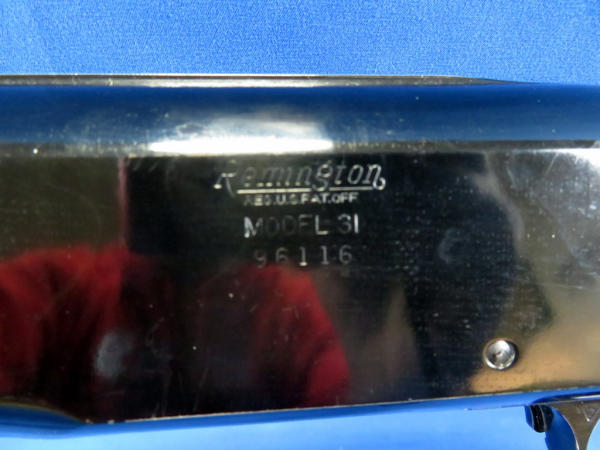 Remington
REG.U.S.PAT.OFF
MODEL 31
96116